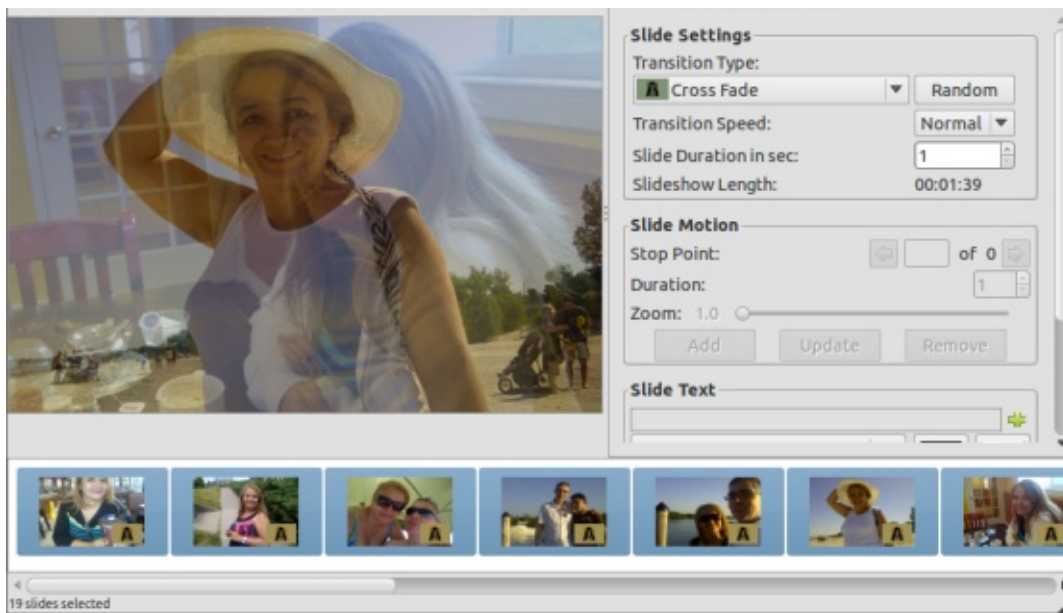 Slide Settings
Transition Type:
Cross Fade Random
Transition Speed: Normal
Slide Duration in sec: 1
Slideshow Length: 00:01:39
Slide Motion
Stop Point: of 0
Duration: 1
Zoom: 1.0
Add Update Remove
Slide Text
19 slides selected